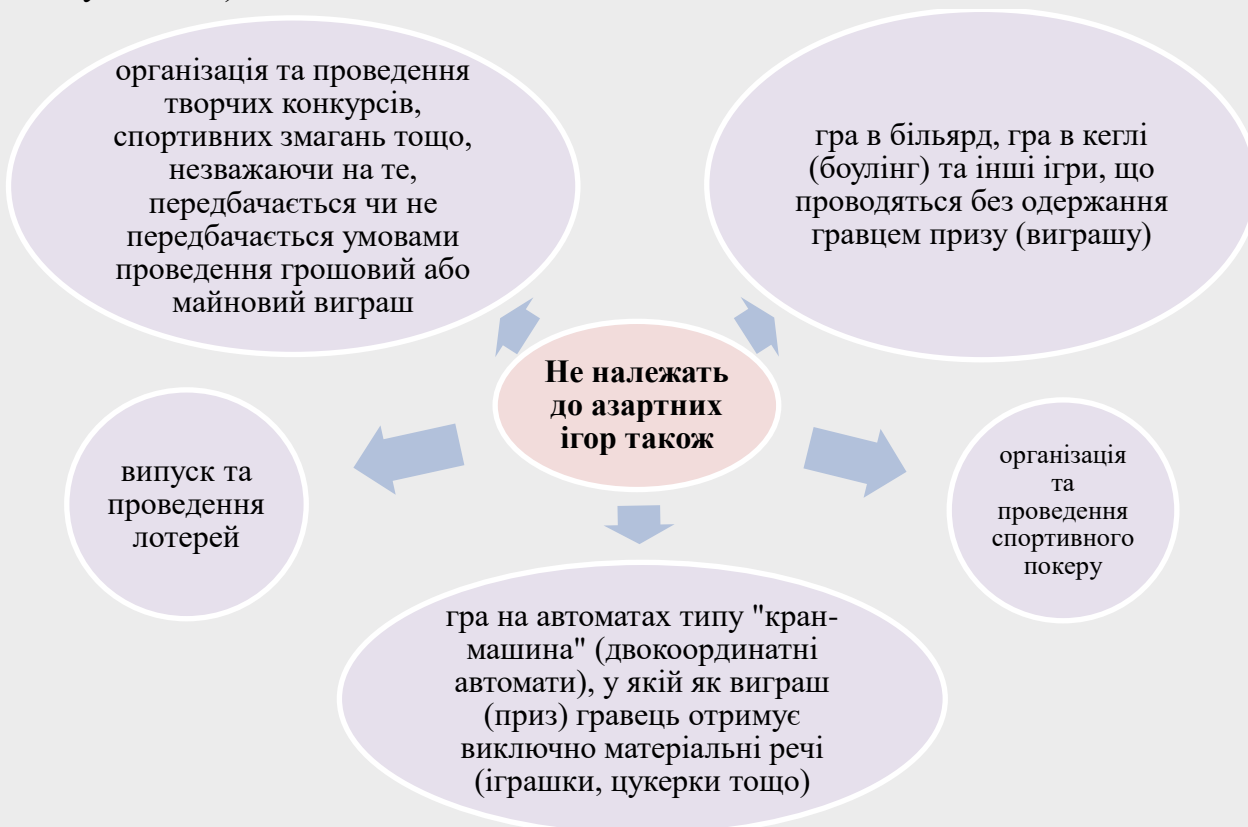 організація та проведення
творчих конкурсів,
спортивних змагань тощо,
незважаючи на те,
передбачається чи не
передбачається умовами
проведення грошовий або
майновий виграш
гра в більярд, гра в кеглі
(боулінг) та інші ігри, що
проводяться без одержання
гравцем призу (виграшу)
Не належать
до азартних
ігор також
випуск та
проведення
лотерей
організація
та
проведення
спортивного
покеру
гра на автоматах типу "кран-
машина" (двокоординатні
автомати), у якій як виграш
(приз) гравець отримує
виключно матеріальні речі
(іграшки, цукерки тощо)